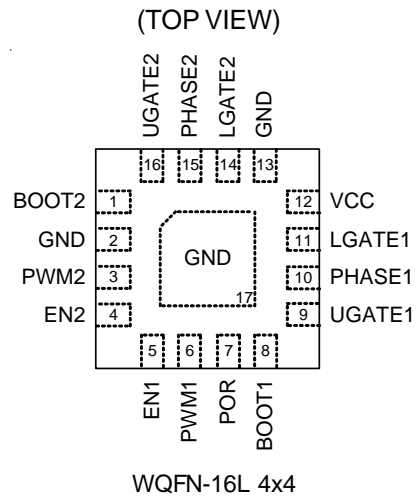 (TOP VIEW)
UGATE2
PHASE2
LGATE2
GND
16
15
14
13
BOOT2
1
12
VCC
GND
2
11
LGATE1
GND
PWM2
3
10
PHASE1
EN2
4
17
9
UGATE1
5
6
7
8
EN1
PWM1
POR
BOOT1
WQFN-16L 4x4